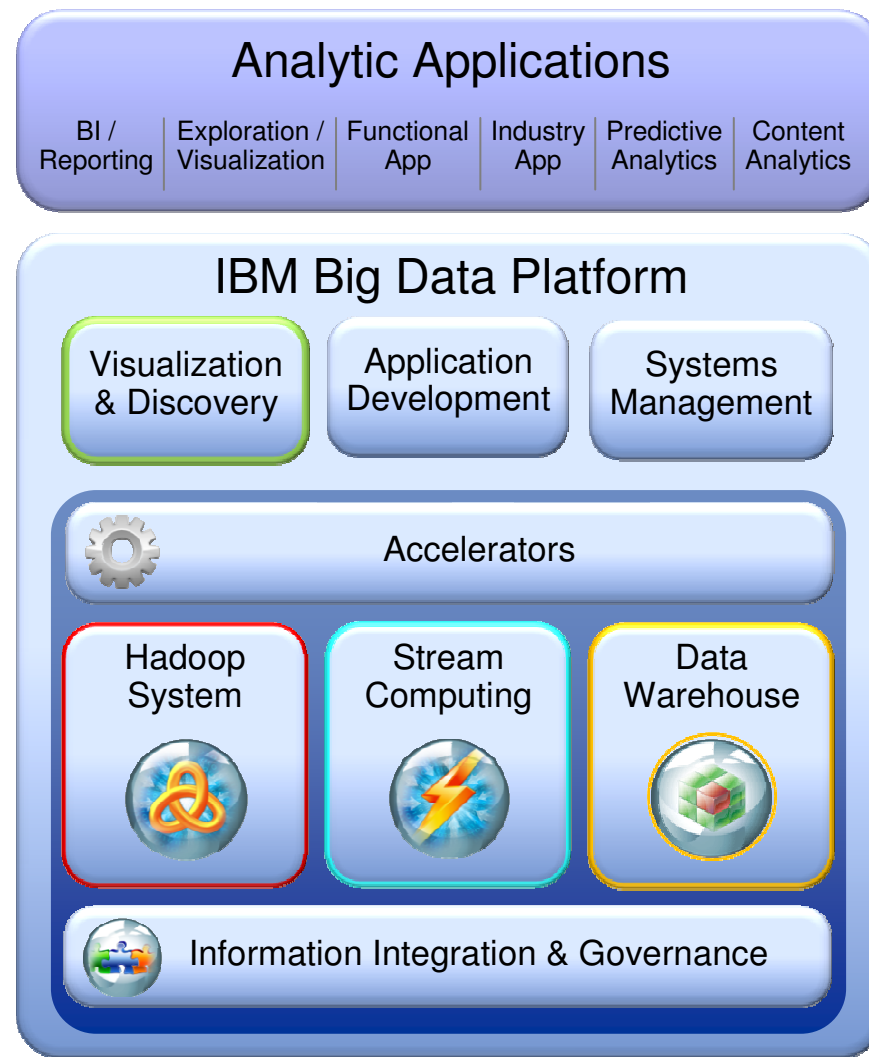 Analytic Applications
BI /
Reporting
Exploration /
Visualization
Functional
App
Industry
App
Predictive
Analytics
Content
Analytics
IBM Big Data Platform
Visualization
& Discovery
Application
Development
Systems
Management
Accelerators
Hadoop
System
Stream
Computing
Data
Warehouse
Information Integration & Governance